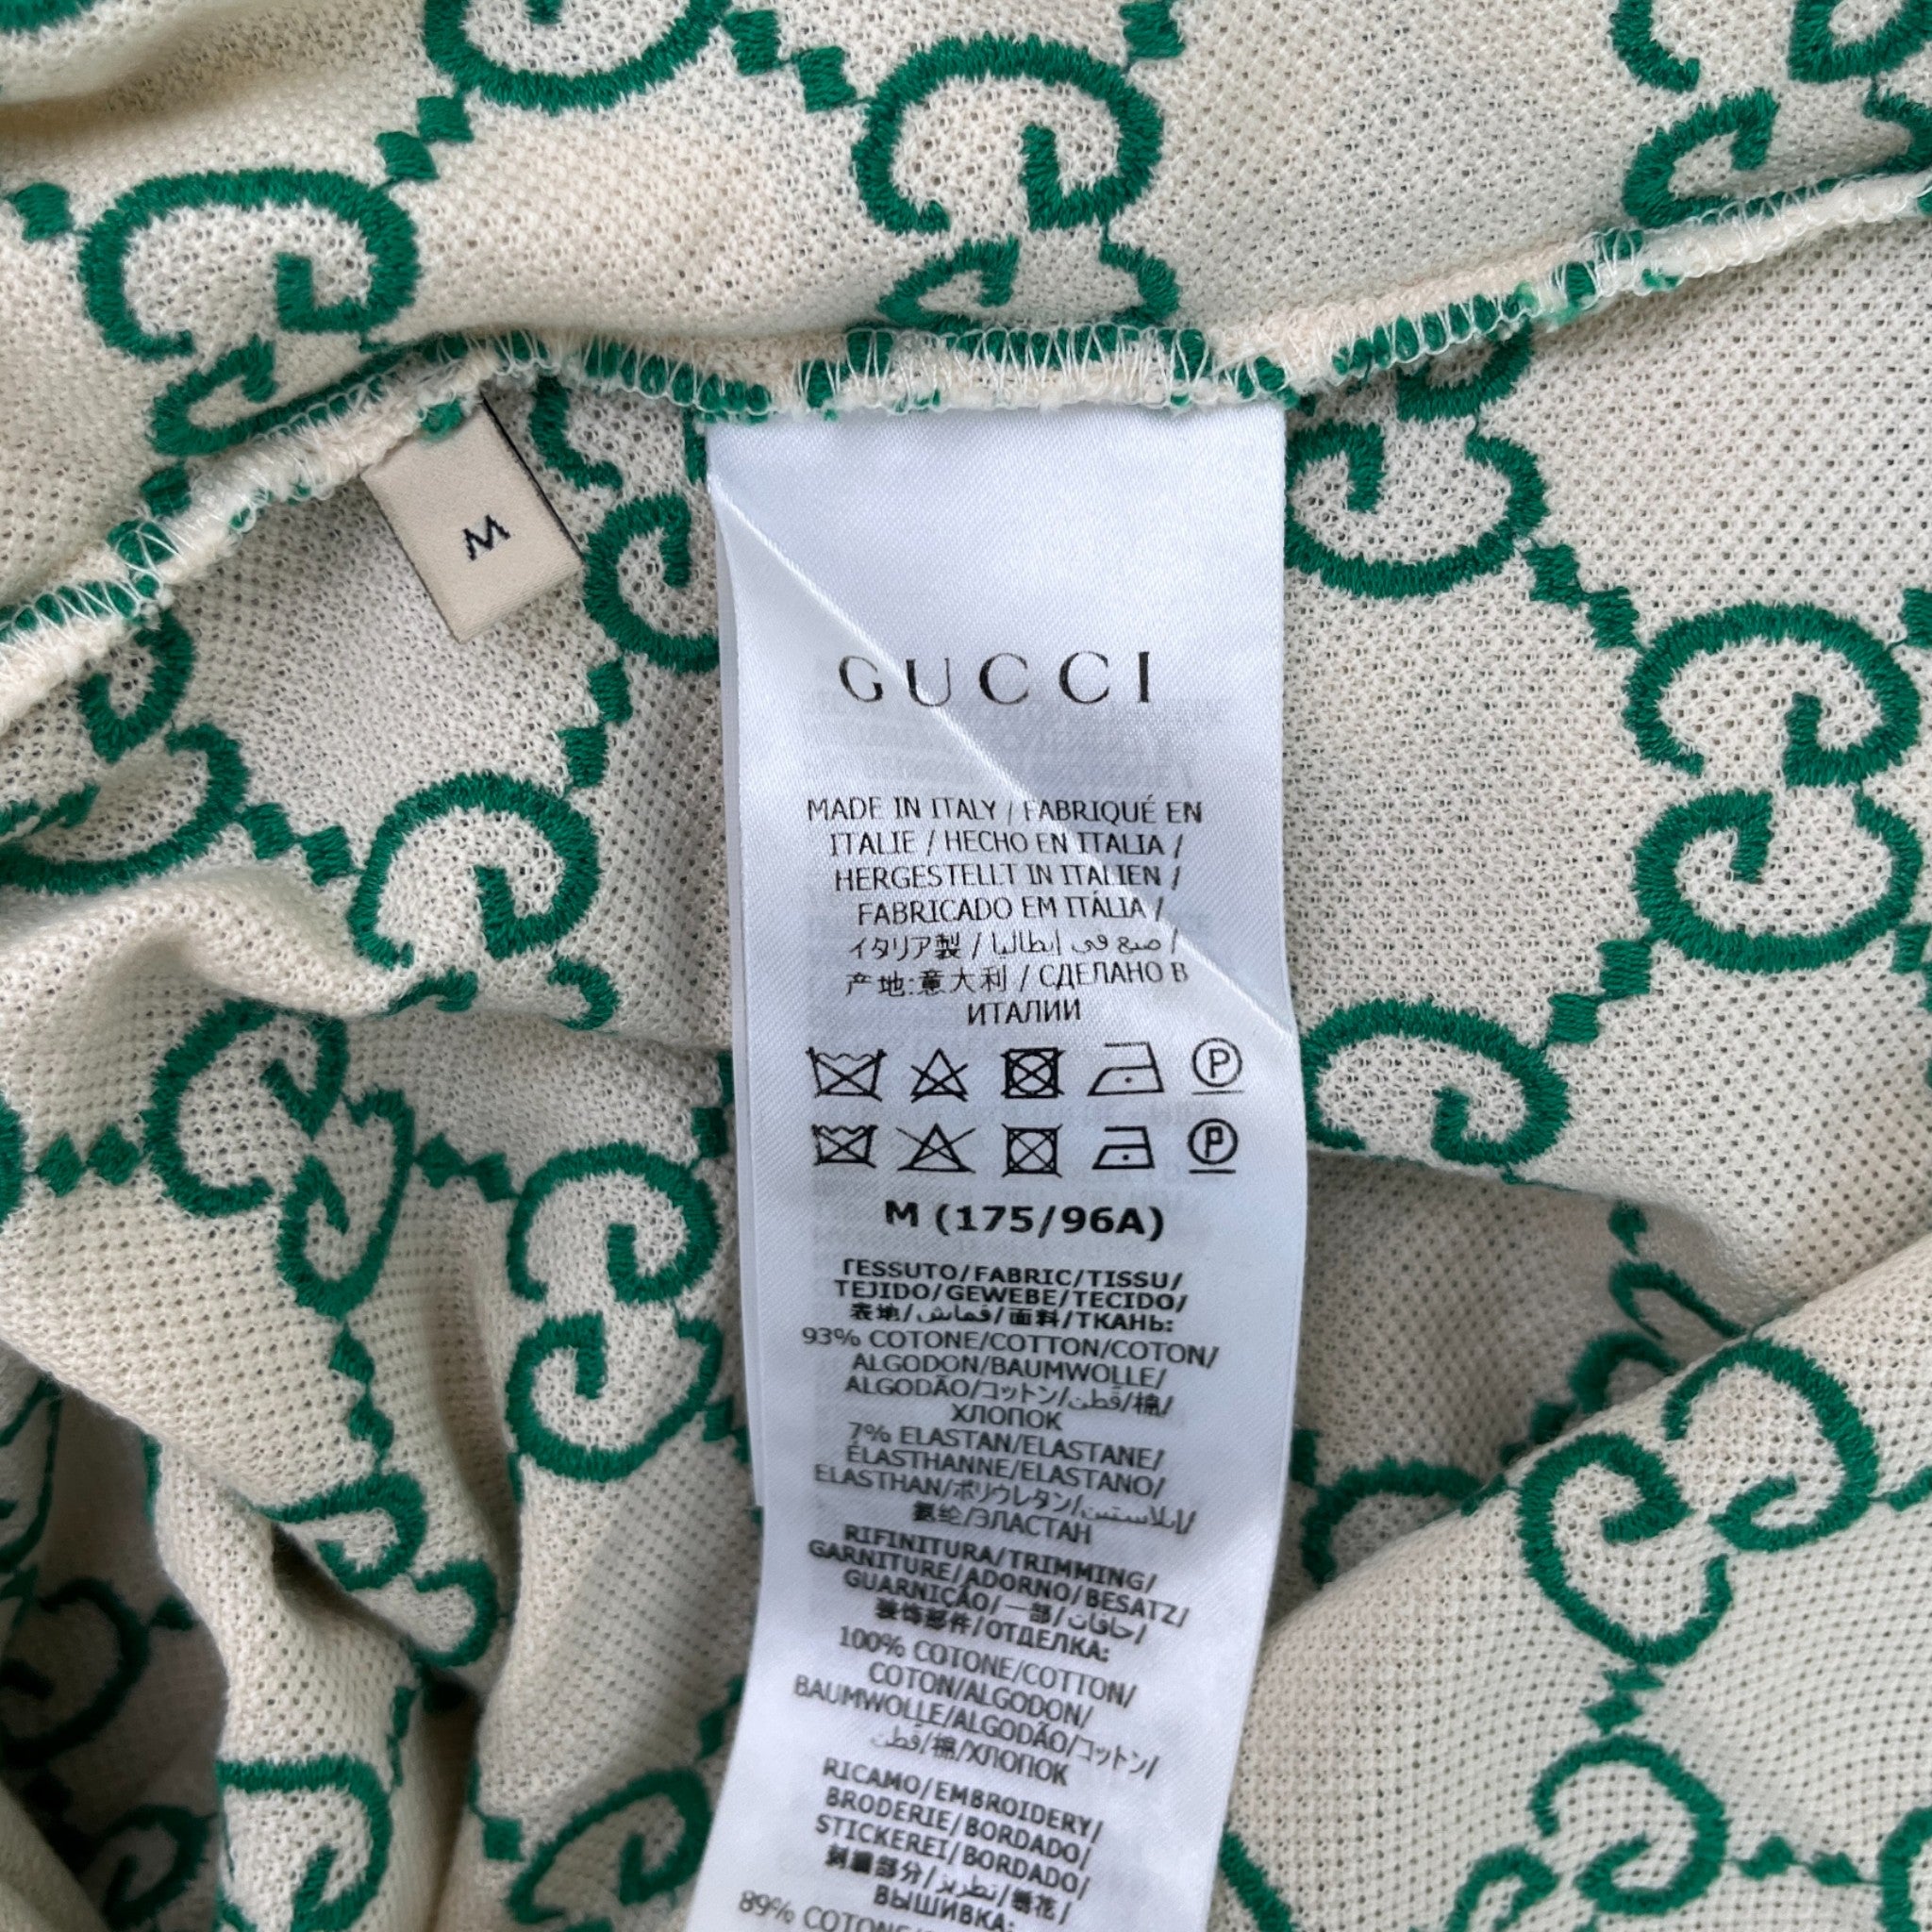 M
GUCCI
MADE IN ITALY / FABRIQUÉ EN
ITALIE / HECHO EN ITALIA /
HERGESTELLT IN ITALIEN /
FABRICADO EM ITÁLIA /
イタリア製 / صنع في إيطاليا /
产地:意大利 / СДЕЛАНО В
ИТАЛИИ
P
P
M (175/96A)
TESSUTO/FABRIC/TISSU/
TEJIDO/GEWEBE/TECIDO/
表地/قماش/面料/ТКАНЬ:
93% COTONE/COTTON/COTON/
ALGODON/BAUMWOLLE/
ALGODÃO/コットン/قطن/棉/
ХЛОПОК
7% ELASTAN/ELASTANE/
ÉLASTHANNE/ELASTANO/
ELASTHAN/ポリウレタン/إيلاستين/
氨纶/ЭЛАСТАН
RIFINITURA/TRIMMING/
GARNITURE/ADORNO/BESATZ/
GUARNIÇÃO/一部/حافات/
装饰部件/ОТДЕЛКА:
100% COTONE/COTTON/
COTON/ALGODON/
BAUMWOLLE/ALGODÃO/コットン/
قطن/棉/ХЛОПОК
RICAMO/EMBROIDERY/
BRODERIE/BORDADO/
STICKEREI/BORDADO/
刺繍部分/تطريز/绣花/
ВЫШИВКА:
89% COTONE/